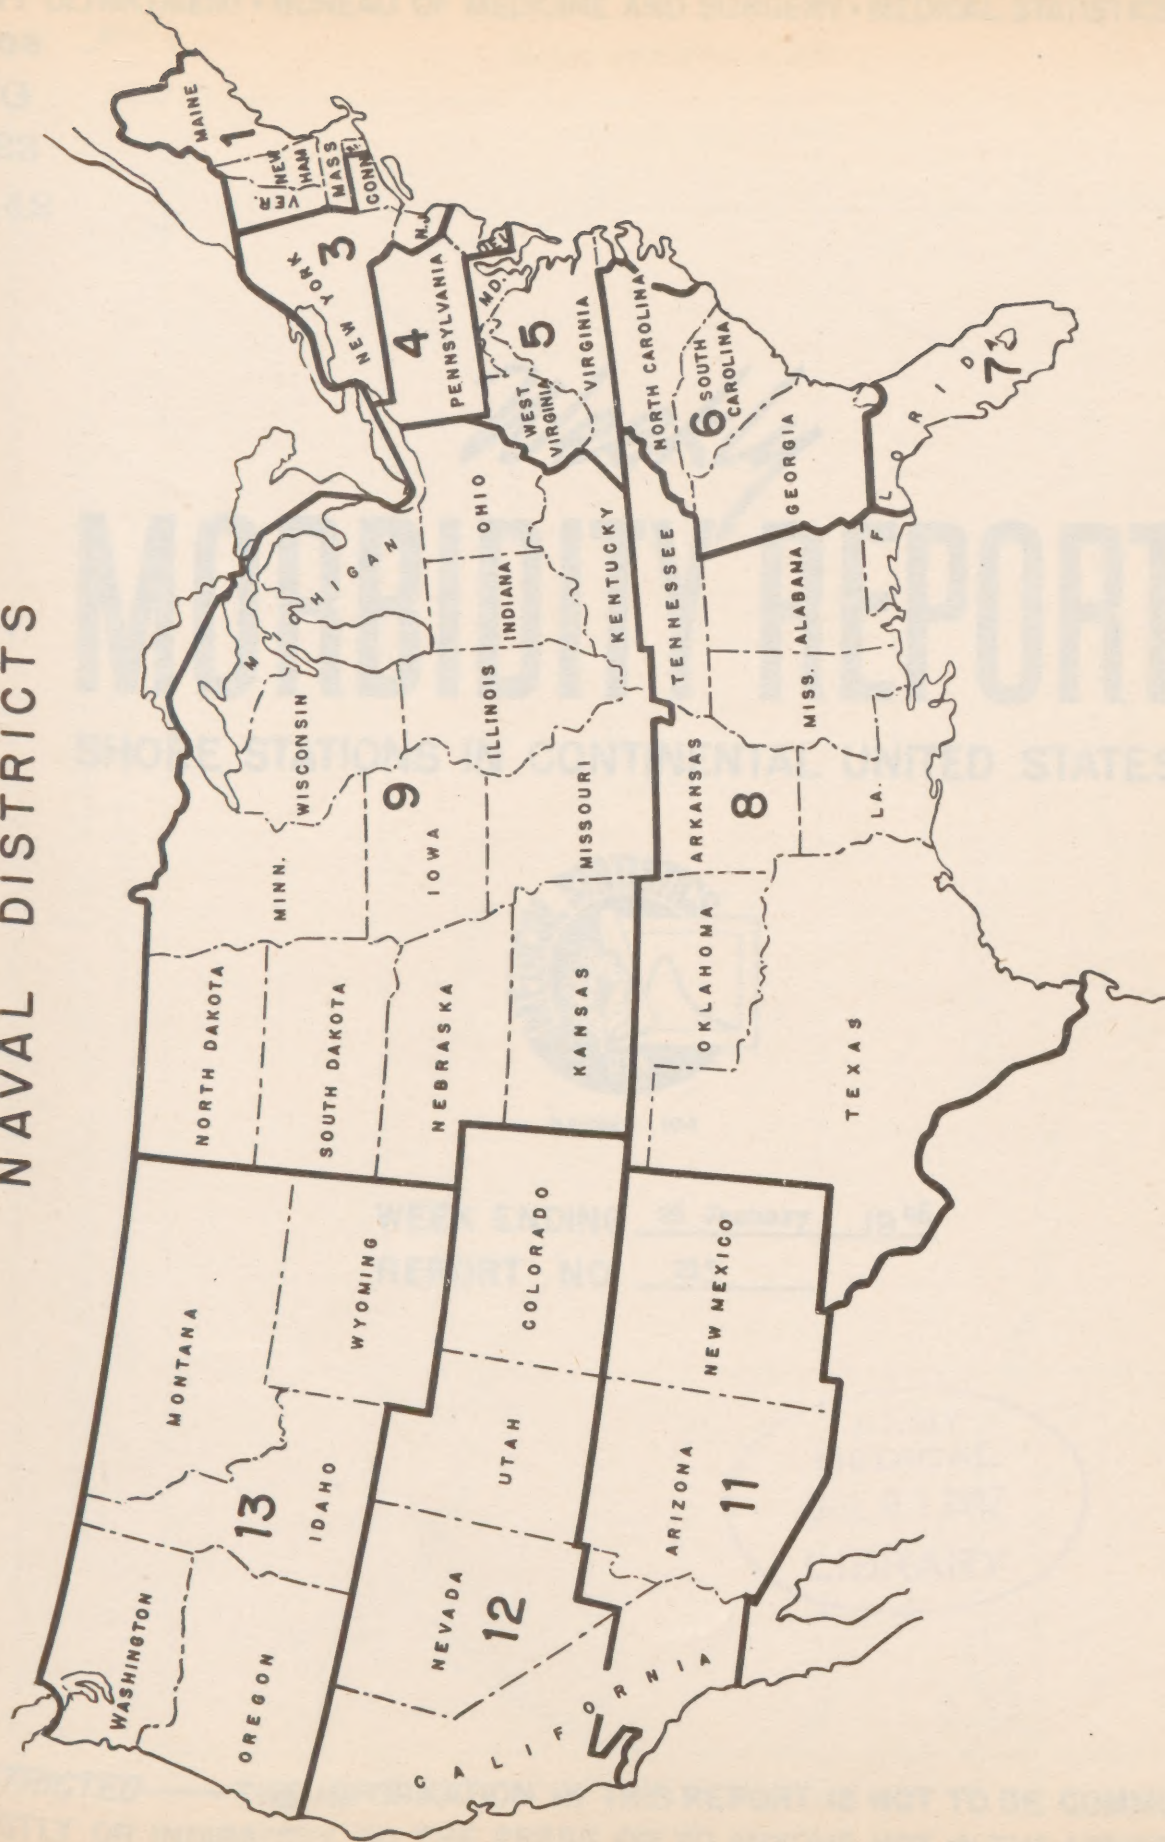 NAVAL DISTRICTS
WASHINGTON
OREGON
CALIFORNIA
NEVADA
12
IDAHO
13
MONTANA
WYOMING
UTAH
COLORADO
ARIZONA
11
NEW MEXICO
NORTH DAKOTA
SOUTH DAKOTA
NEBRASKA
KANSAS
OKLAHOMA
TEXAS
MINN.
IOWA
9
WISCONSIN
MISSOURI
ILLINOIS
MICHIGAN
INDIANA
OHIO
KENTUCKY
TENNESSEE
ARKANSAS
8
LA.
MISS.
ALABAMA
GEORGIA
FLORIDA
7
6
SOUTH
CAROLINA
NORTH CAROLINA
VIRGINIA
5
WEST
VIRGINIA
MD.
DEL.
PENNSYLVANIA
4
N.J.
NEW YORK
3
CONN
MASS
VER.
NEW
HAM
MAINE
1
MORBIDITY REPORT
SHORE STATIONS IN CONTINENTAL UNITED STATES
WEEK ENDING
REPORT NO